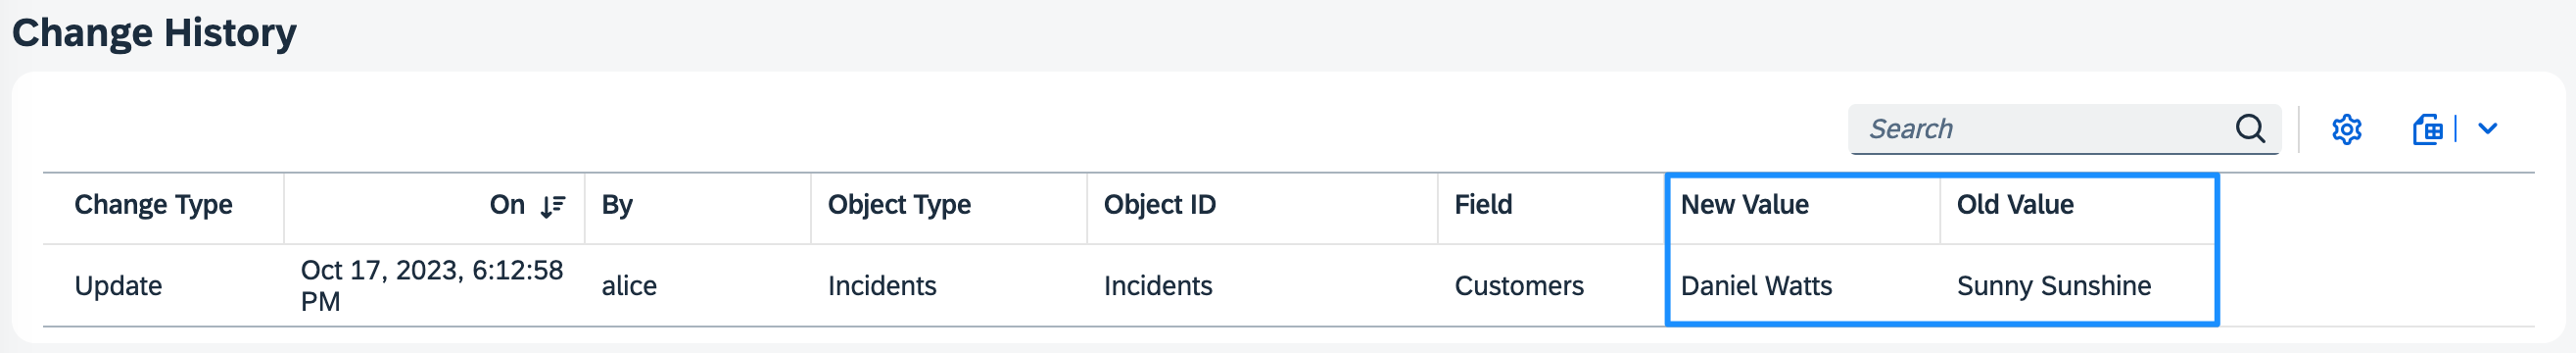 Change History
Search
Change Type On By Object Type Object ID Field New Value Old Value
Update Oct 17, 2023, 6:12:58 PM alice Incidents Incidents Customers Daniel Watts Sunny Sunshine